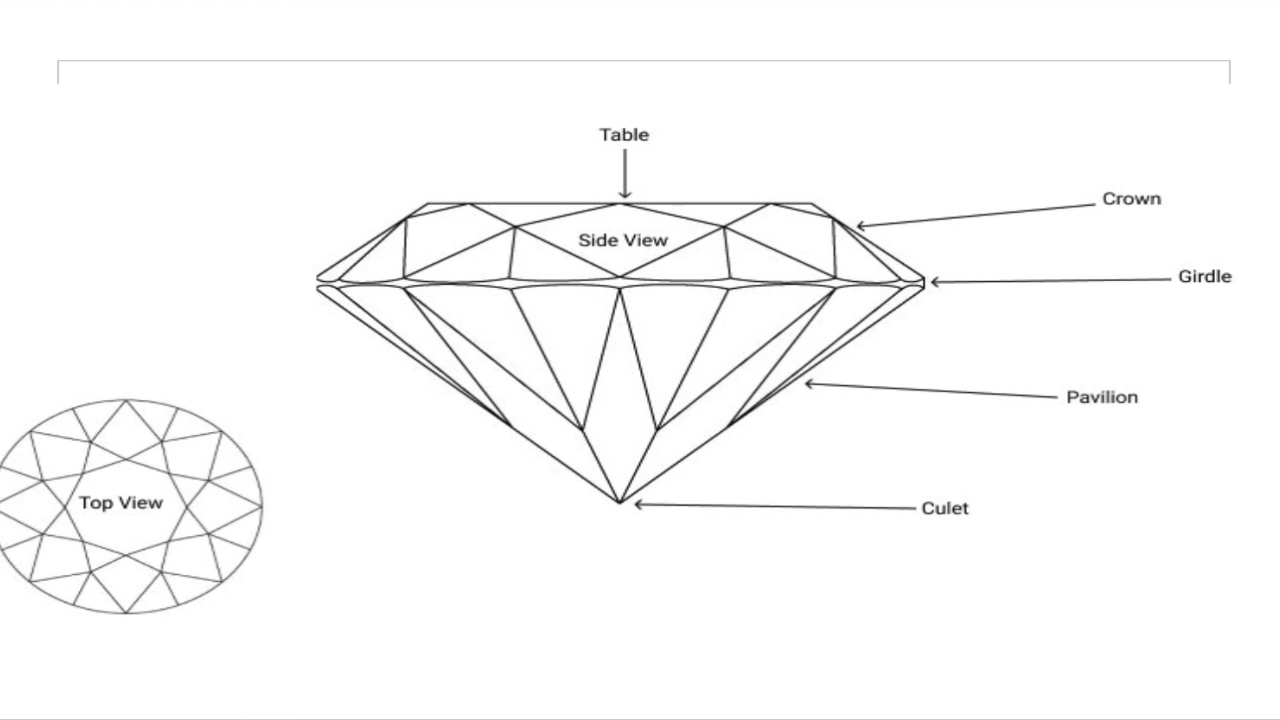 Table
Crown
Side View
Girdle
Pavilion
Top View
Culet